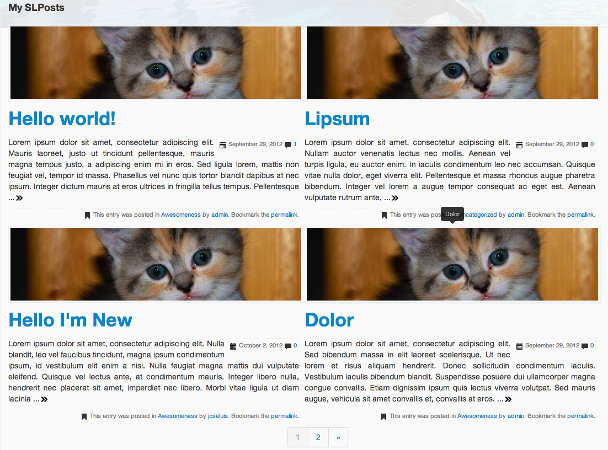 My SLPosts
Hello world!
Lorem ipsum dolor sit amet, consectetur adipiscing elit.
September 29, 2012 1
Mauris laoreet, justo ut tincidunt pellentesque, mauris
magna tempus justo, a adipiscing enim mi in eros. Sed ligula lorem, mattis non
feugiat vel, tempor id massa. Phasellus vel nunc quis tortor blandit dapibus at nec
ipsum. Integer dictum mauris at eros ultrices in fringilla tellus tempus. Pellentesque
... »
This entry was posted in Awesomeness by admin. Bookmark the permalink.
Lipsum
Lorem ipsum dolor sit amet, consectetur adipiscing elit.
September 29, 2012 0
Nullam auctor venenatis lectus nec mollis. Aenean vel
turpis ligula, eu auctor enim. In iaculis condimentum leo nec accumsan. Quisque
vitae nulla dolor, eget viverra elit. Pellentesque et massa rhoncus augue pharetra
bibendum. Integer vel lorem a augue tempor consequat ac eget est. Aenean
vulputate rutrum ante, ... »
This entry was pos Dolor ncategorized by admin. Bookmark the permalink.
Hello I'm New
Lorem ipsum dolor sit amet, consectetur adipiscing elit. Nulla
October 2, 2012 0
blandit, leo vel faucibus tincidunt, magna ipsum condimentum
ipsum, id vestibulum elit enim a nisi. Nulla feugiat magna mattis dui vulputate
eleifend. Quisque vel lectus ante, at condimentum mauris. Integer libero nulla,
hendrerit nec placerat sit amet, imperdiet nec libero. Morbi vitae ligula ut diam
lacinia ... »
This entry was posted in Awesomeness by joseluis. Bookmark the permalink.
Dolor
Lorem ipsum dolor sit amet, consectetur adipiscing elit.
September 29, 2012 0
Sed bibendum massa in elit laoreet scelerisque. Ut nec
lorem et risus aliquam hendrerit. Donec sollicitudin condimentum iaculis.
Vestibulum iaculis bibendum blandit. Suspendisse posuere dui ullamcorper magna
congue convallis. Etiam dignissim ipsum quis lectus viverra volutpat. Sed mauris
augue, vehicula sit amet convallis et, convallis at eros. ... »
This entry was posted in Awesomeness by admin. Bookmark the permalink.
1 2 »